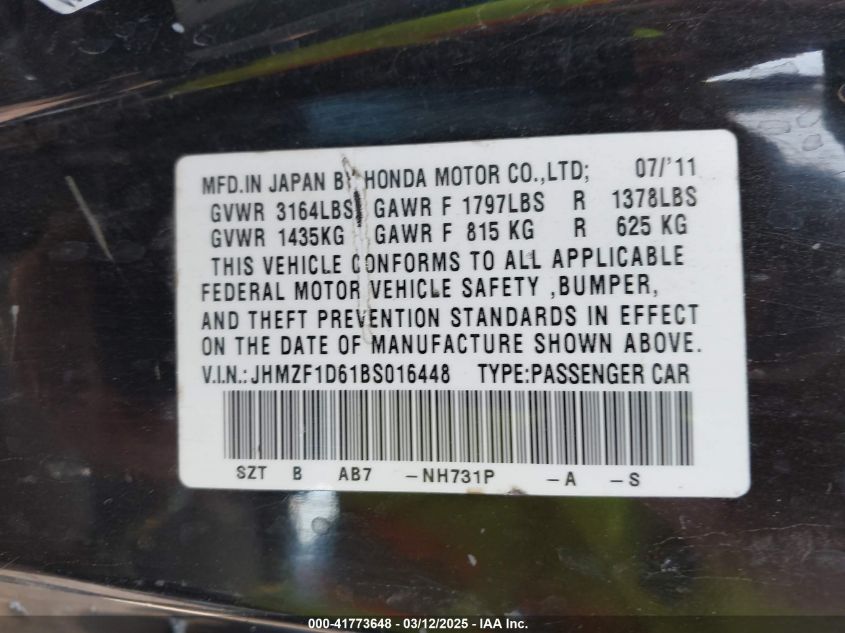 MFD.IN JAPAN BY HONDA MOTOR CO.,LTD; 07/'11
GVWR 3164LBS GAWR F 1797LBS R 1378LBS
GVWR 1435KG GAWR F 815 KG R 625 KG
THIS VEHICLE CONFORMS TO ALL APPLICABLE
FEDERAL MOTOR VEHICLE SAFETY ,BUMPER,
AND THEFT PREVENTION STANDARDS IN EFFECT
ON THE DATE OF MANUFACTURE SHOWN ABOVE.
V.I.N.:JHMZF1D61BS016448 TYPE:PASSENGER CAR
SZT B AB7 -NH731P -A -S
000-41773648 - 03/12/2025 - IAAI.COM